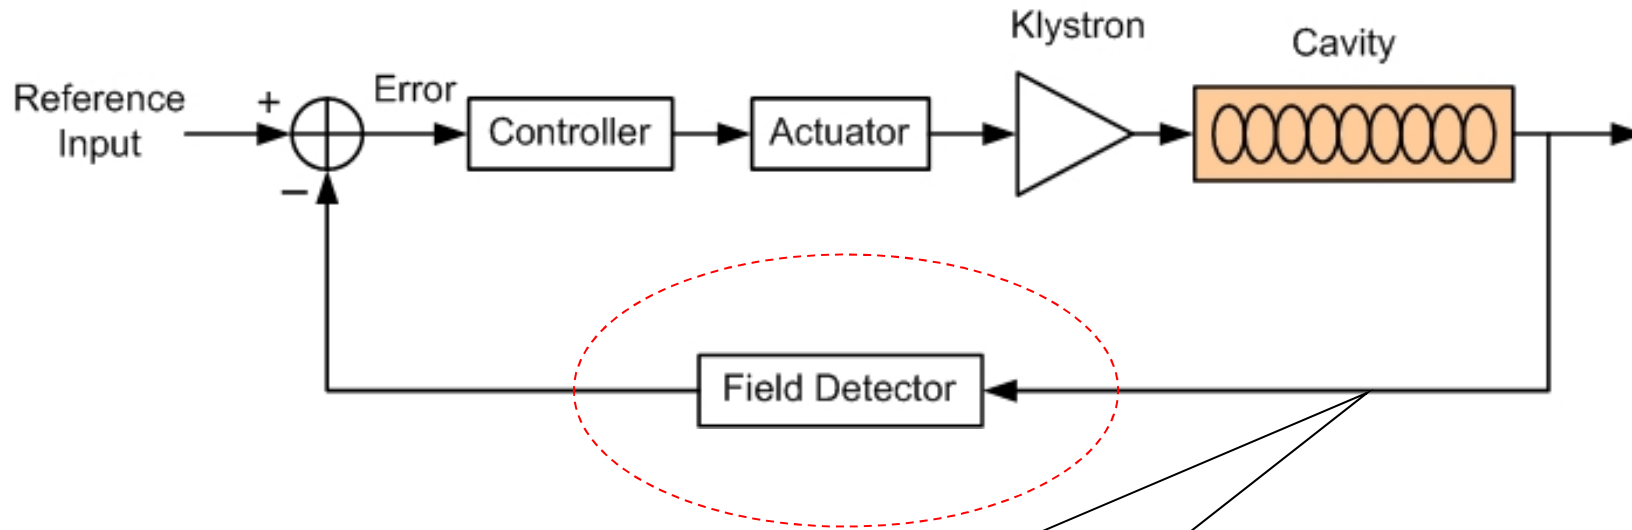 Klystron
Cavity
Reference
Input
+
Error
Controller
Actuator
−
Field Detector